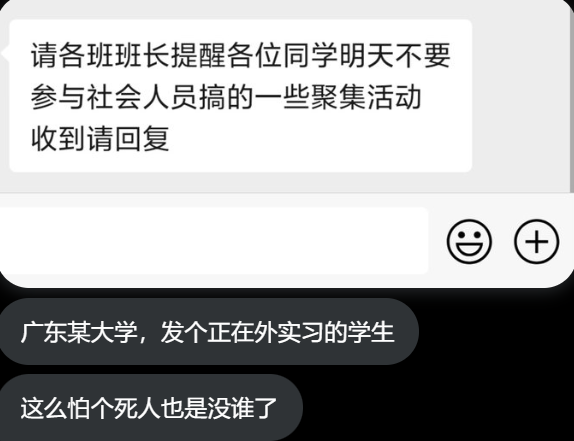 请各班班长提醒各位同学明天不要
参与社会人员搞的一些聚集活动
收到请回复
广东某大学，发个正在外实习的学生
这么怕个死人也是没谁了